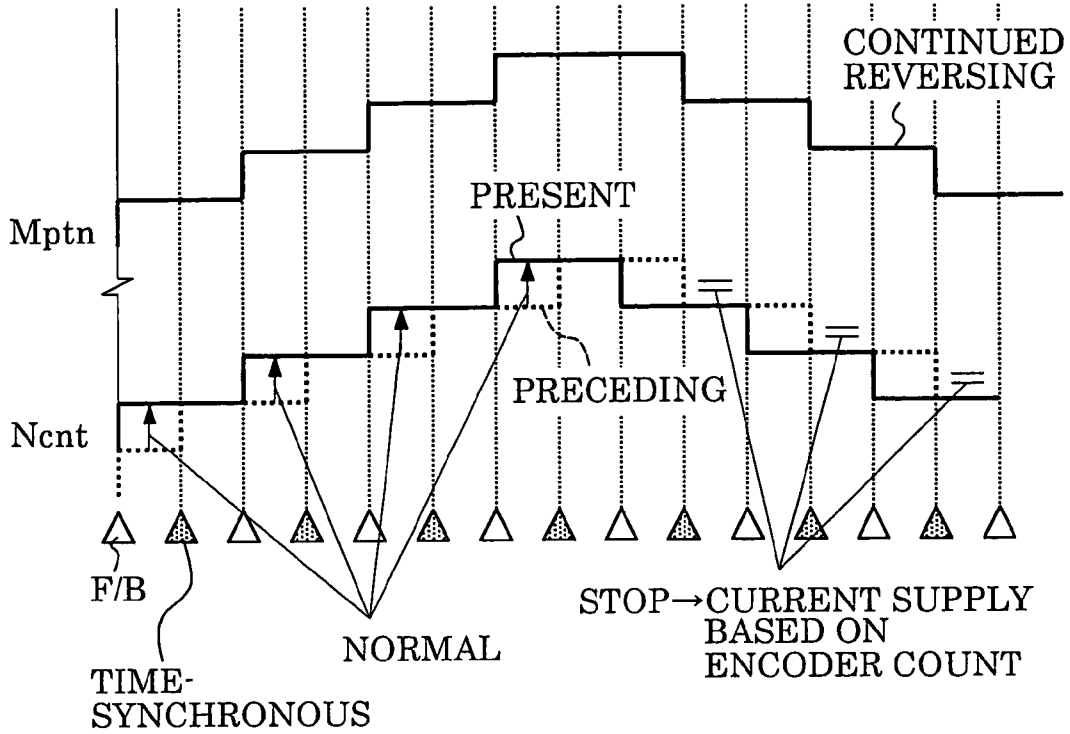 CONTINUED
REVERSING
PRESENT
Mptn
PRECEDING
Ncnt
F/B
STOP→CURRENT SUPPLY
BASED ON
ENCODER COUNT
NORMAL
TIME-
SYNCHRONOUS